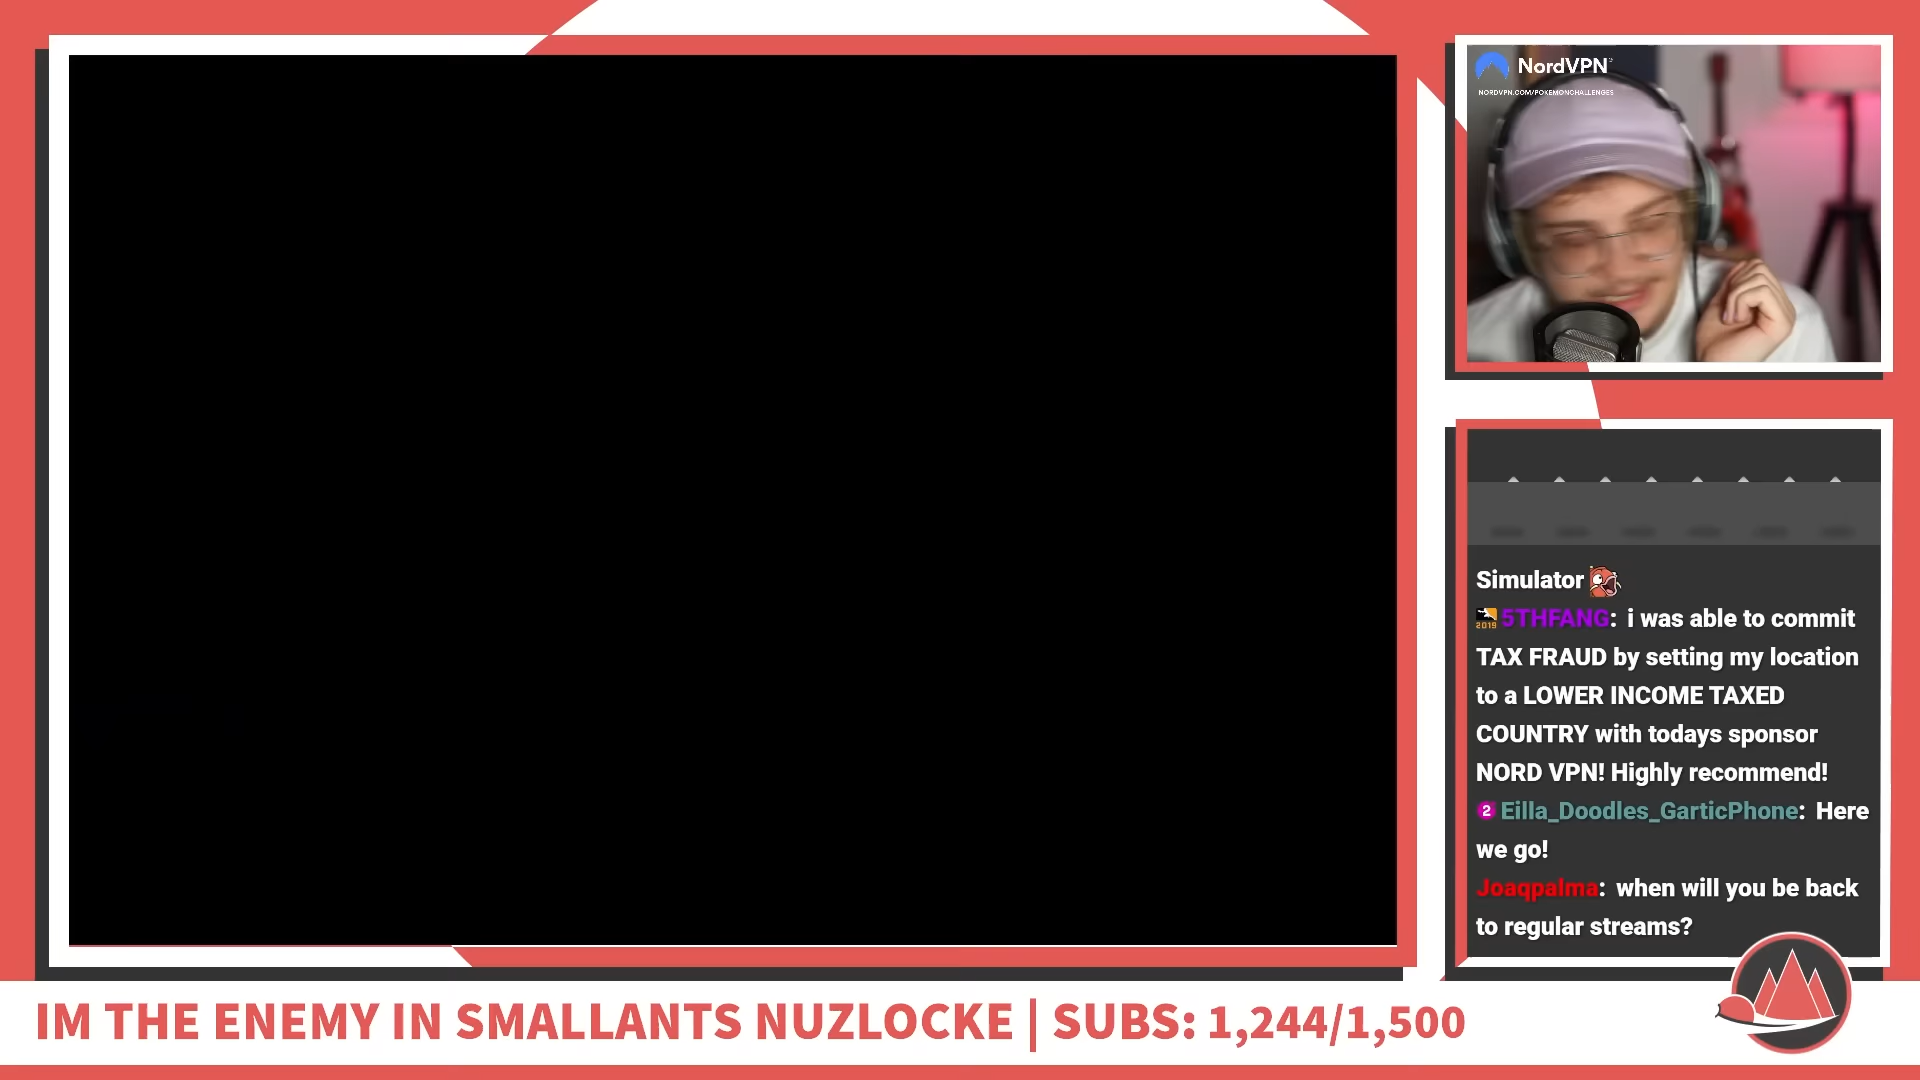 NordVPN
NORDVPN.COM/POKEMONCHALLENGES
Simulator
2019 5THFANG: i was able to commit
TAX FRAUD by setting my location
to a LOWER INCOME TAXED
COUNTRY with todays sponsor
NORD VPN! Highly recommend!
2 Eilla_Doodles_GarticPhone: Here
we go!
Joaqpalma: when will you be back
to regular streams?
IM THE ENEMY IN SMALLANTS NUZLOCKE | SUBS: 1,244/1,500